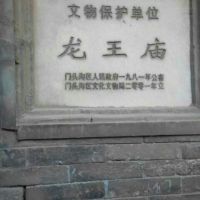 文物保护单位
龙王庙
门头沟区人民政府一九八一年公布
门头沟区文化文物局二零零一年立